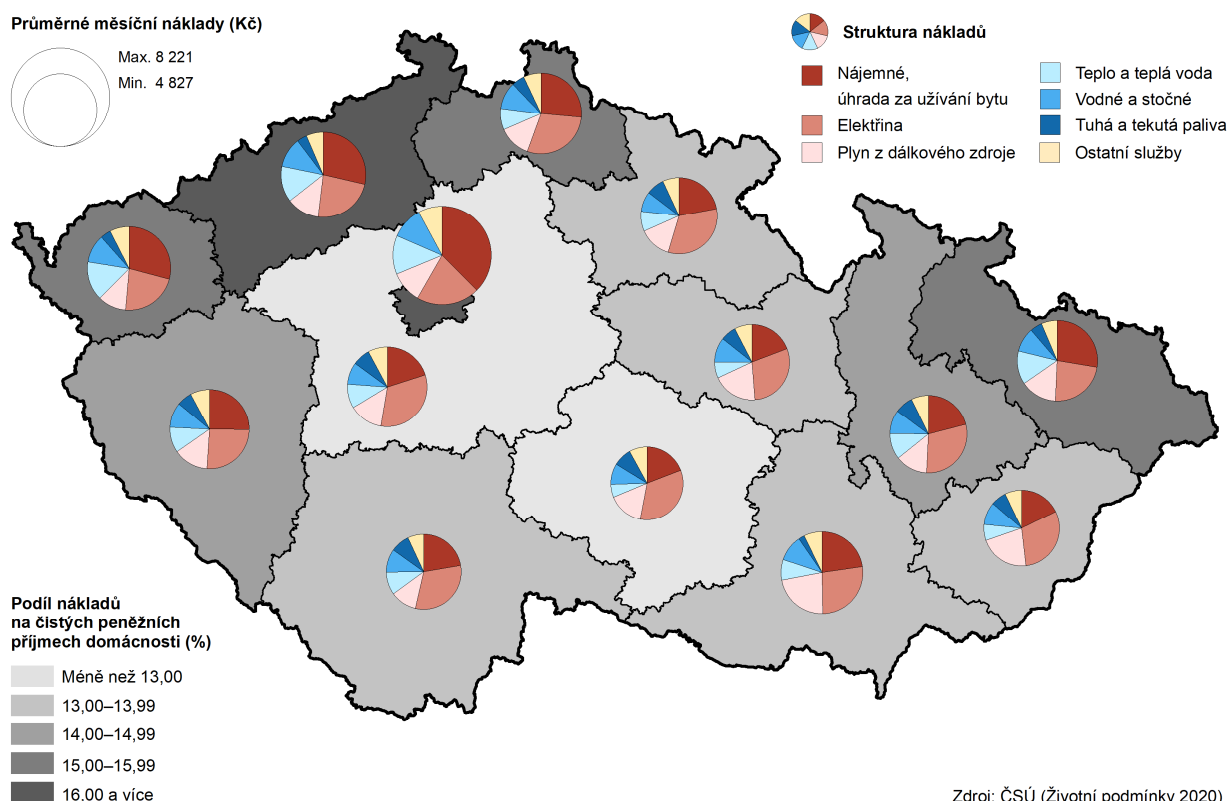 Průměrné měsíční náklady (Kč)
Max. 8 221
Min. 4 827
Struktura nákladů
Nájemné,
úhrada za užívání bytu
Elektřina
Plyn z dálkového zdroje
Teplo a teplá voda
Vodné a stočné
Tuhá a tekutá paliva
Ostatní služby
Podíl nákladů
na čistých peněžních
příjmech domácnosti (%)
Méně než 13,00
13,00–13,99
14,00–14,99
15,00–15,99
16,00 a více
Zdroj: ČSÚ (Životní podmínky 2020)